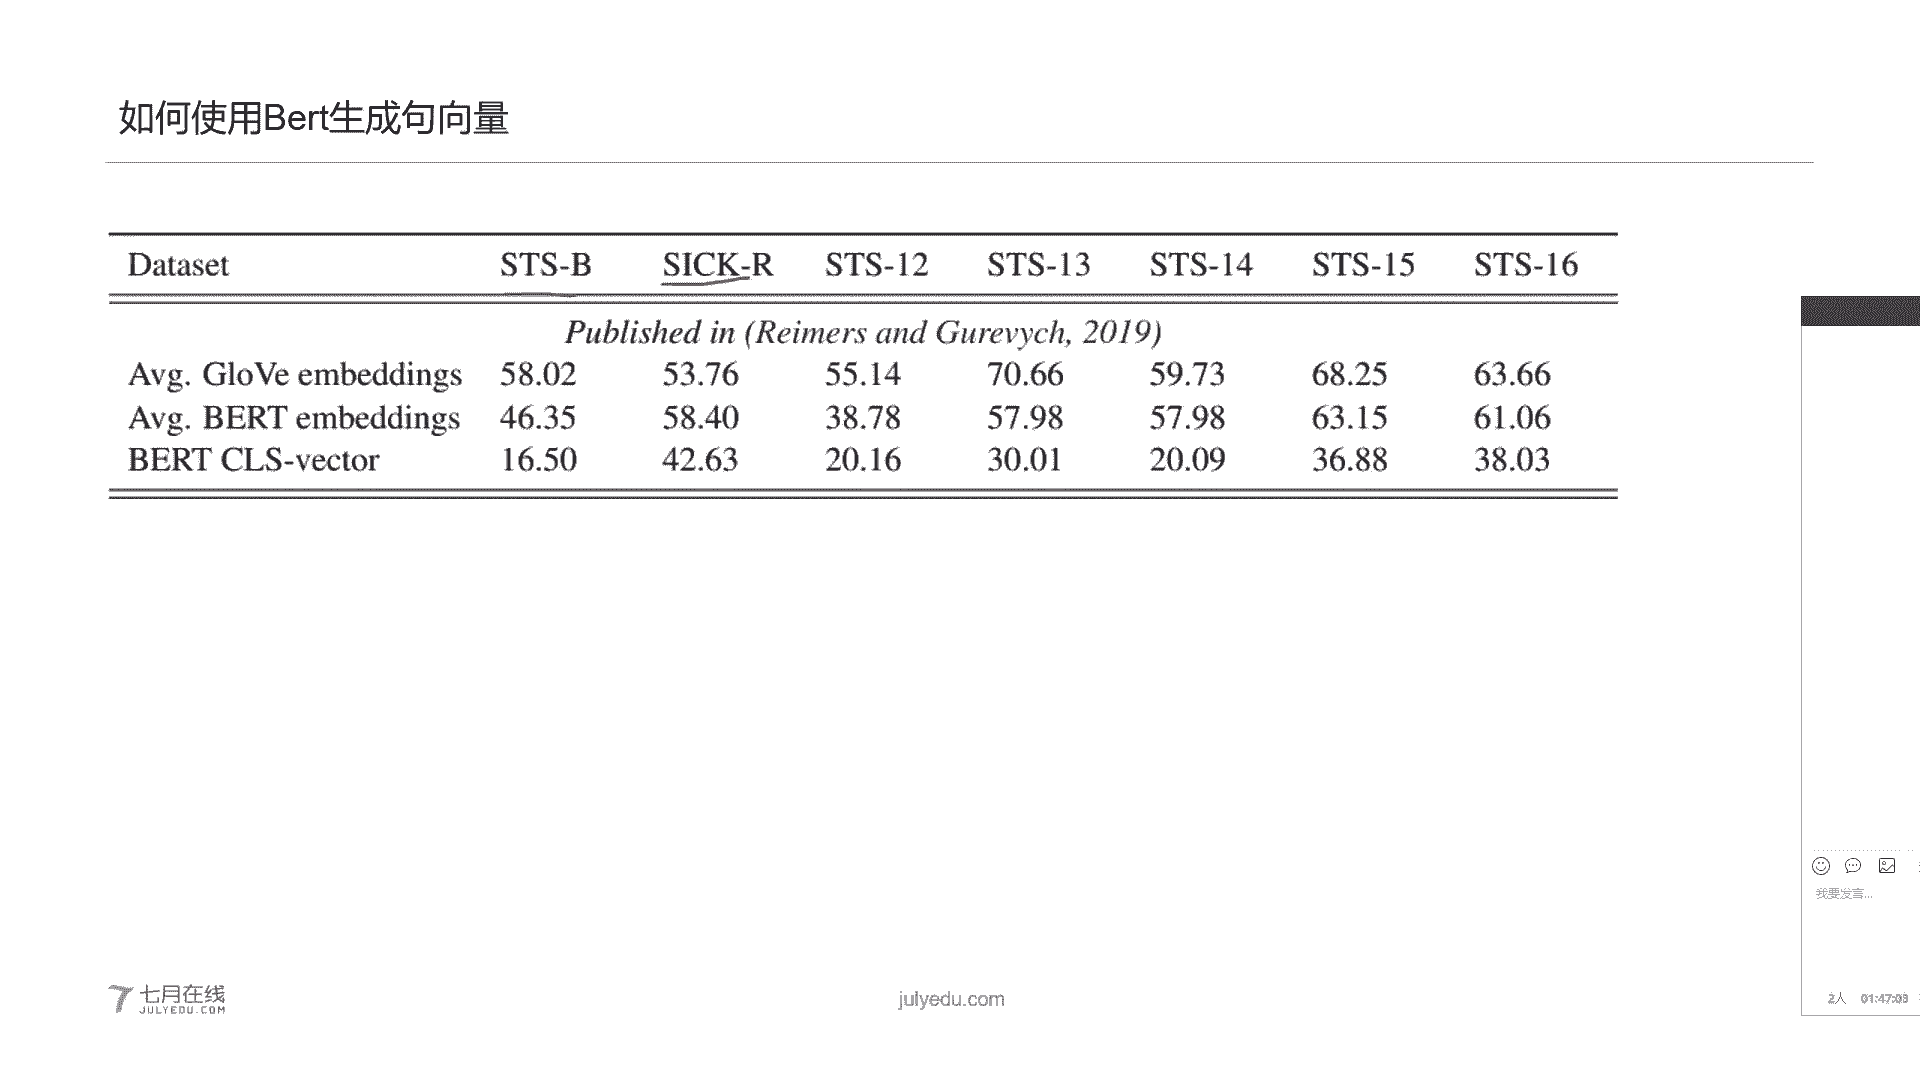 如何使用Bert生成句向量
Dataset STS-B SICK-R STS-12 STS-13 STS-14 STS-15 STS-16
Published in (Reimers and Gurevych, 2019)
Avg. GloVe embeddings 58.02 53.76 55.14 70.66 59.73 68.25 63.66
Avg. BERT embeddings 46.35 58.40 38.78 57.98 57.98 63.15 61.06
BERT CLS-vector 16.50 42.63 20.16 30.01 20.09 36.88 38.03
我要发言...
七月在线
JULYEDU.COM
julyedu.com
2人 01:47:03